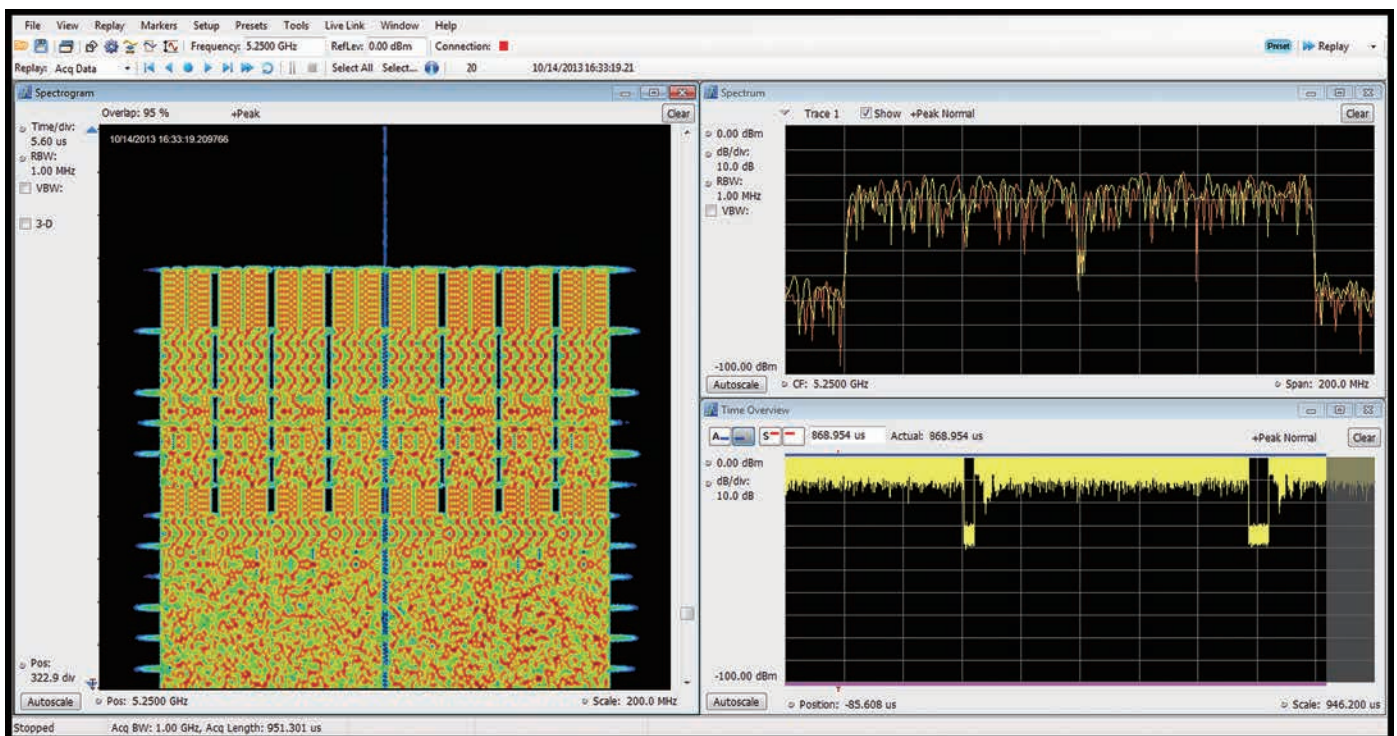 File View Replay Markers Setup Presets Tools Live Link Window Help
Frequency: 5.2500 GHz RefLev: 0.00 dBm Connection: Preset Replay
Replay: Acq Data Select All Select... 20 10/14/2013 16:33:19.21
Spectrogram
Overlap: 95 % +Peak Clear
Time/div:
5.60 us
RBW:
1.00 MHz
VBW:
3-D
10/14/2013 16:33:19.209766
Pos:
322.9 div
Autoscale Pos: 5.2500 GHz Scale: 200.0 MHz
Spectrum
Trace 1 Show +Peak Normal Clear
0.00 dBm
dB/div:
10.0 dB
RBW:
1.00 MHz
VBW:
-100.00 dBm
Autoscale CF: 5.2500 GHz Span: 200.0 MHz
Time Overview
A S 868.954 us Actual: 868.954 us +Peak Normal Clear
0.00 dBm
dB/div:
10.0 dB
-100.00 dBm
Autoscale Position: -85.608 us Scale: 946.200 us
Stopped Acq BW: 1.00 GHz, Acq Length: 951.301 us